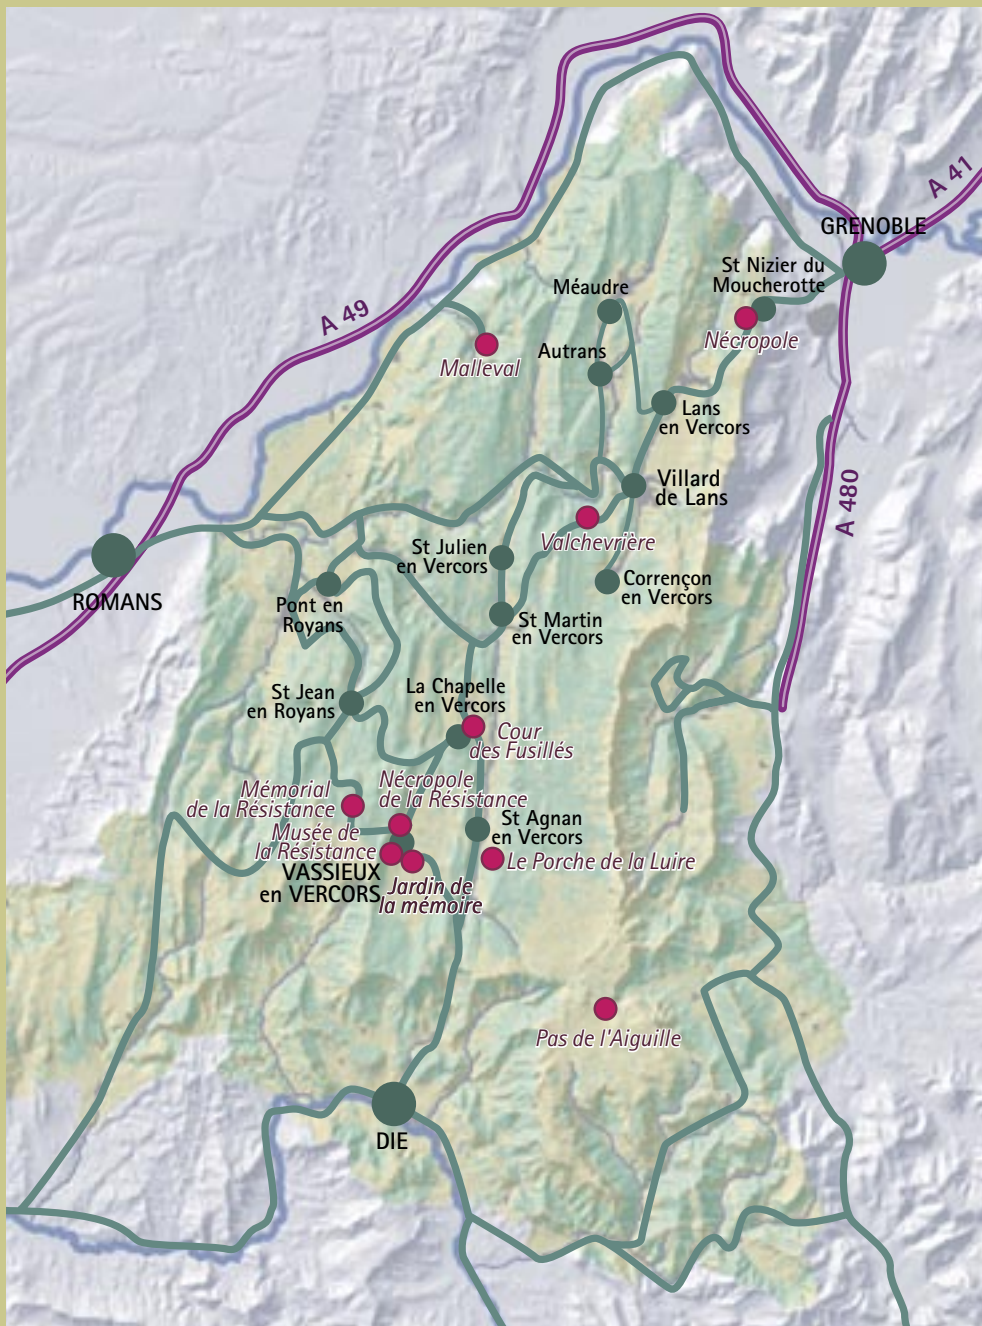 A 41
GRENOBLE
St Nizier du
Moucherotte
Méaudre
A 49
Nécropole
Autrans
Malleval
Lans
en Vercors
Villard
de Lans
A 480
Valchevrière
St Julien
en Vercors
Corrençon
en Vercors
ROMANS
Pont en
Royans
St Martin
en Vercors
La Chapelle
en Vercors
St Jean
en Royans
Cour
des Fusillés
Nécropole
de la Résistance
Mémorial
de la Résistance
St Agnan
en Vercors
Musée de
la Résistance
Le Porche de la Luire
VASSIEUX
en VERCORS
Jardin de
la mémoire
Pas de l'Aiguille
DIE